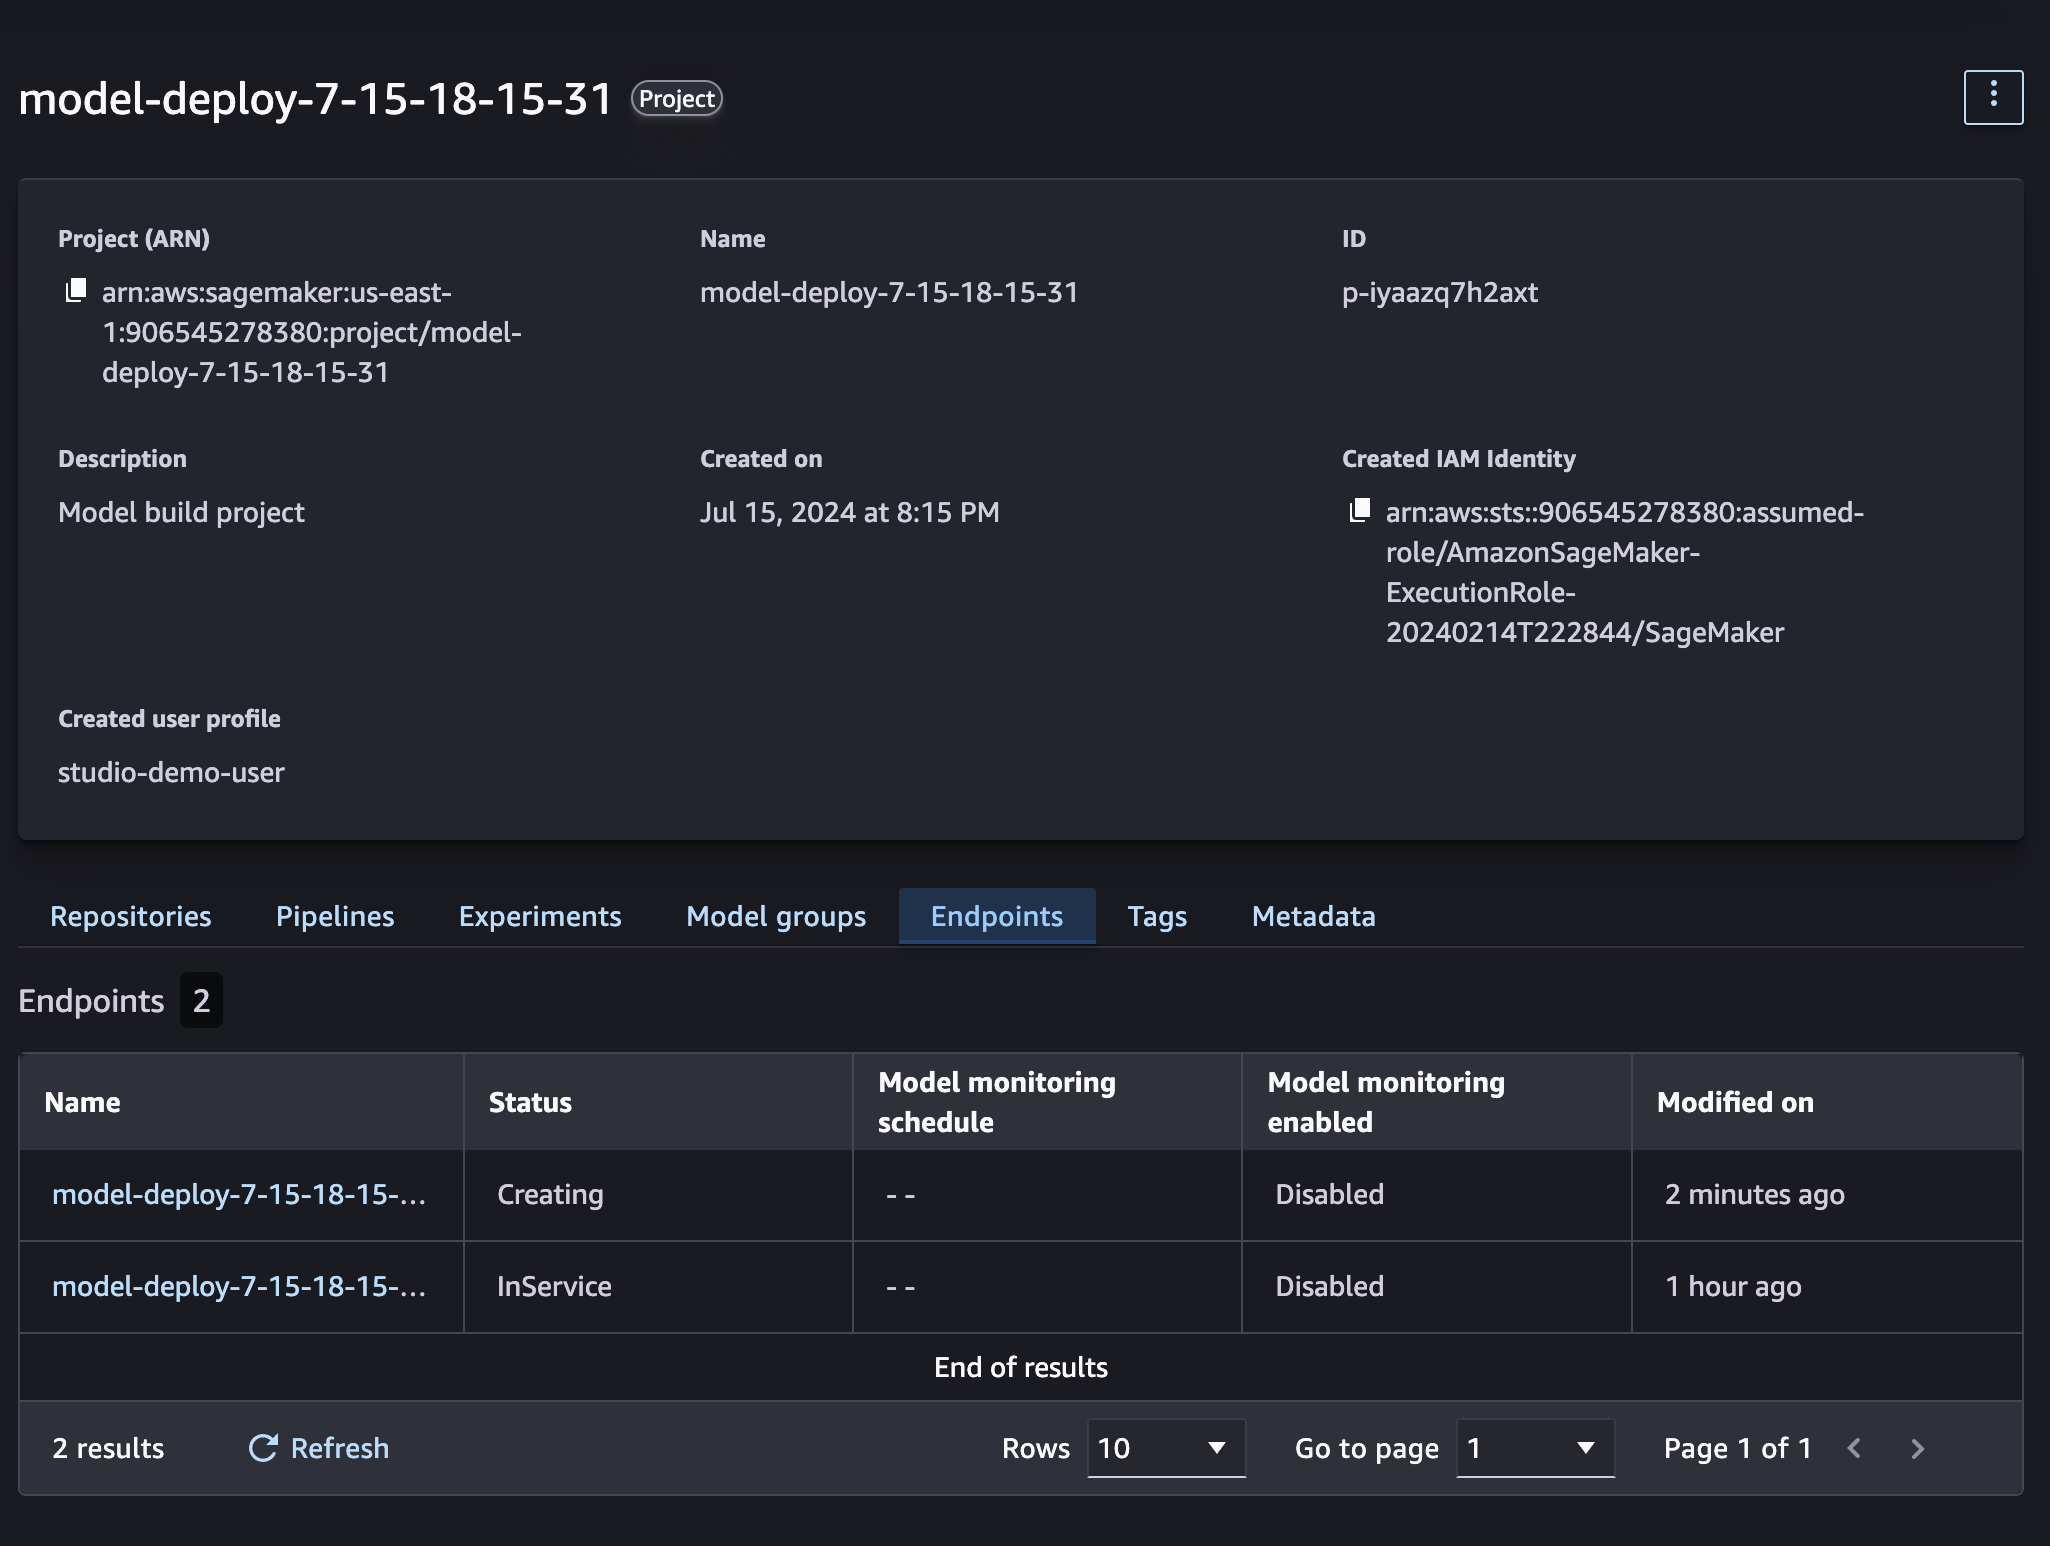 model-deploy-7-15-18-15-31 Project
Project (ARN)
arn:aws:sagemaker:us-east-
1:906545278380:project/model-
deploy-7-15-18-15-31
Name
model-deploy-7-15-18-15-31
ID
p-iyaazq7h2axt
Description
Model build project
Created on
Jul 15, 2024 at 8:15 PM
Created IAM Identity
arn:aws:sts::906545278380:assumed-
role/AmazonSageMaker-
ExecutionRole-
20240214T222844/SageMaker
Created user profile
studio-demo-user
Repositories Pipelines Experiments Model groups Endpoints Tags Metadata
Endpoints 2
Name Status Model monitoring schedule Model monitoring enabled Modified on
model-deploy-7-15-18-15-... Creating - - Disabled 2 minutes ago
model-deploy-7-15-18-15-... InService - - Disabled 1 hour ago
End of results
2 results Refresh Rows 10 Go to page 1 Page 1 of 1